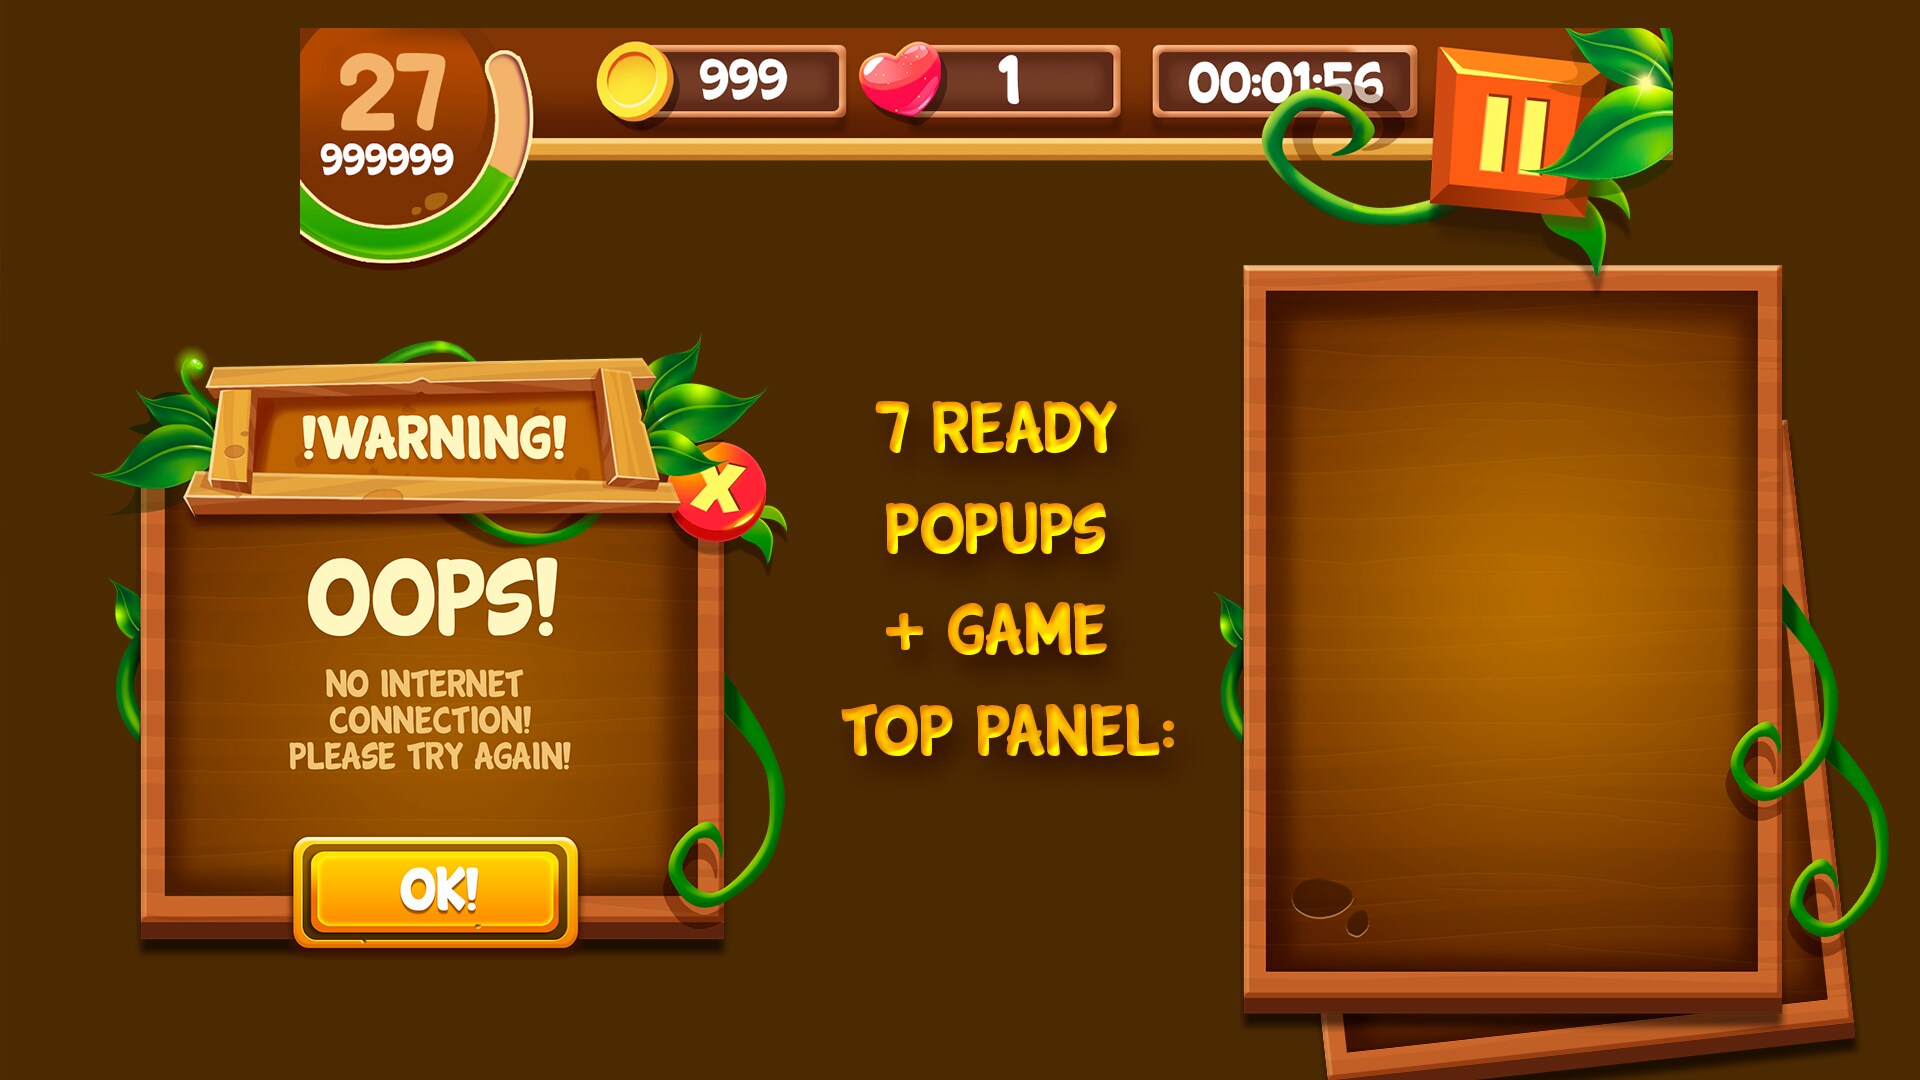 27
999999
999
1
00:01:56
!WARNING!
X
OOPS!
NO INTERNET
CONNECTION!
PLEASE TRY AGAIN!
OK!
7 READY
POPUPS
+ GAME
TOP PANEL: